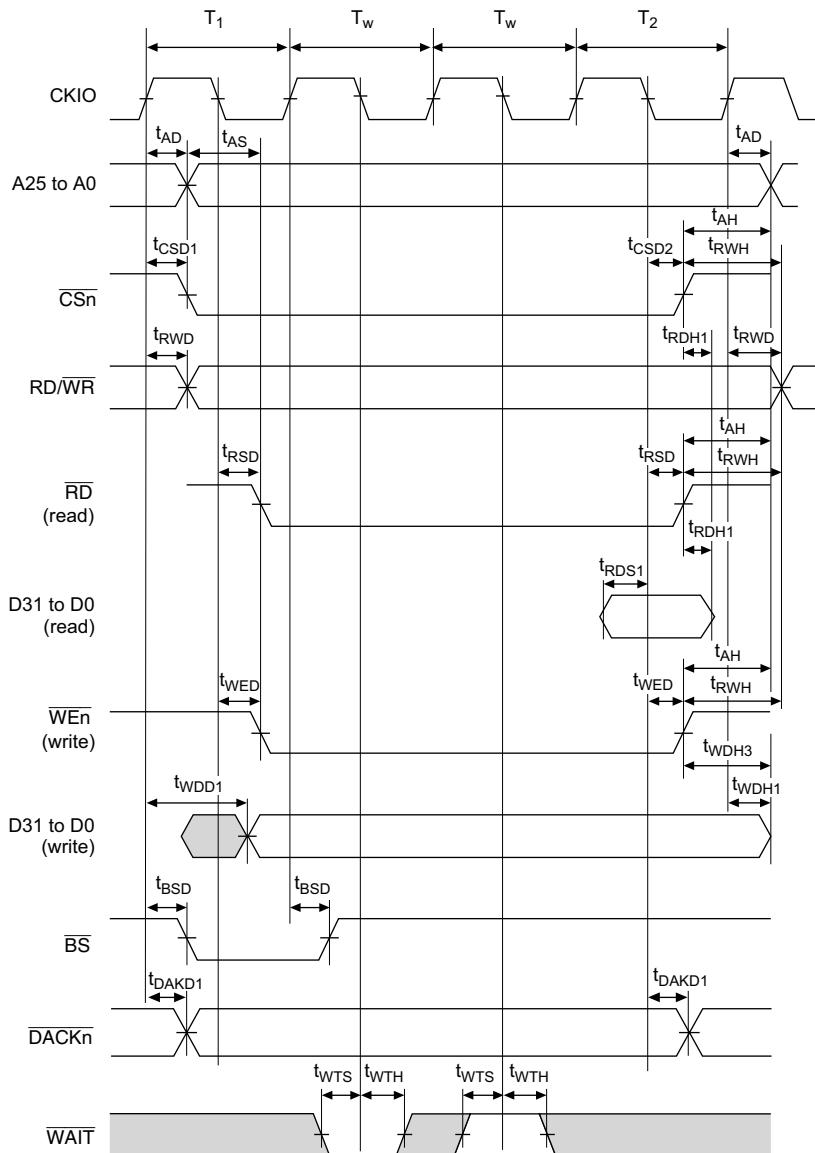 T1 Tw Tw T2
CKIO
tAD tAS tAD
A25 to A0
tAH
tCSD1 tCSD2 tRWH
CSn
tRDH1
tRWD tRWD
RD/WR
tAH
tRSD tRSD tRWH
RD
(read)
tRDH1
tRDS1
D31 to D0
(read)
tAH
tWED tWED tRWH
WEn
(write)
tWDH3
tWDD1 tWDH1
D31 to D0
(write)
tBSD tBSD
BS
tDAKD1 tDAKD1
DACKn
tWTS tWTH tWTS tWTH
WAIT